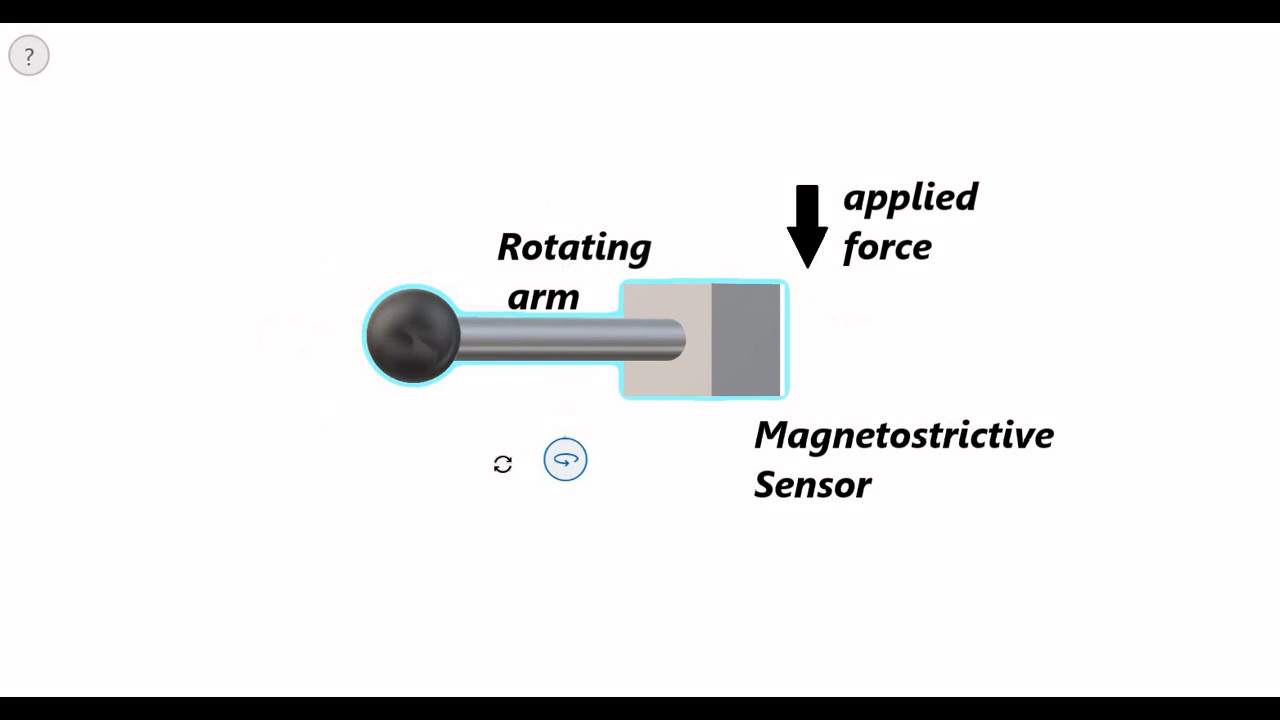 ?
applied
force
Rotating
arm
Magnetostrictive
Sensor